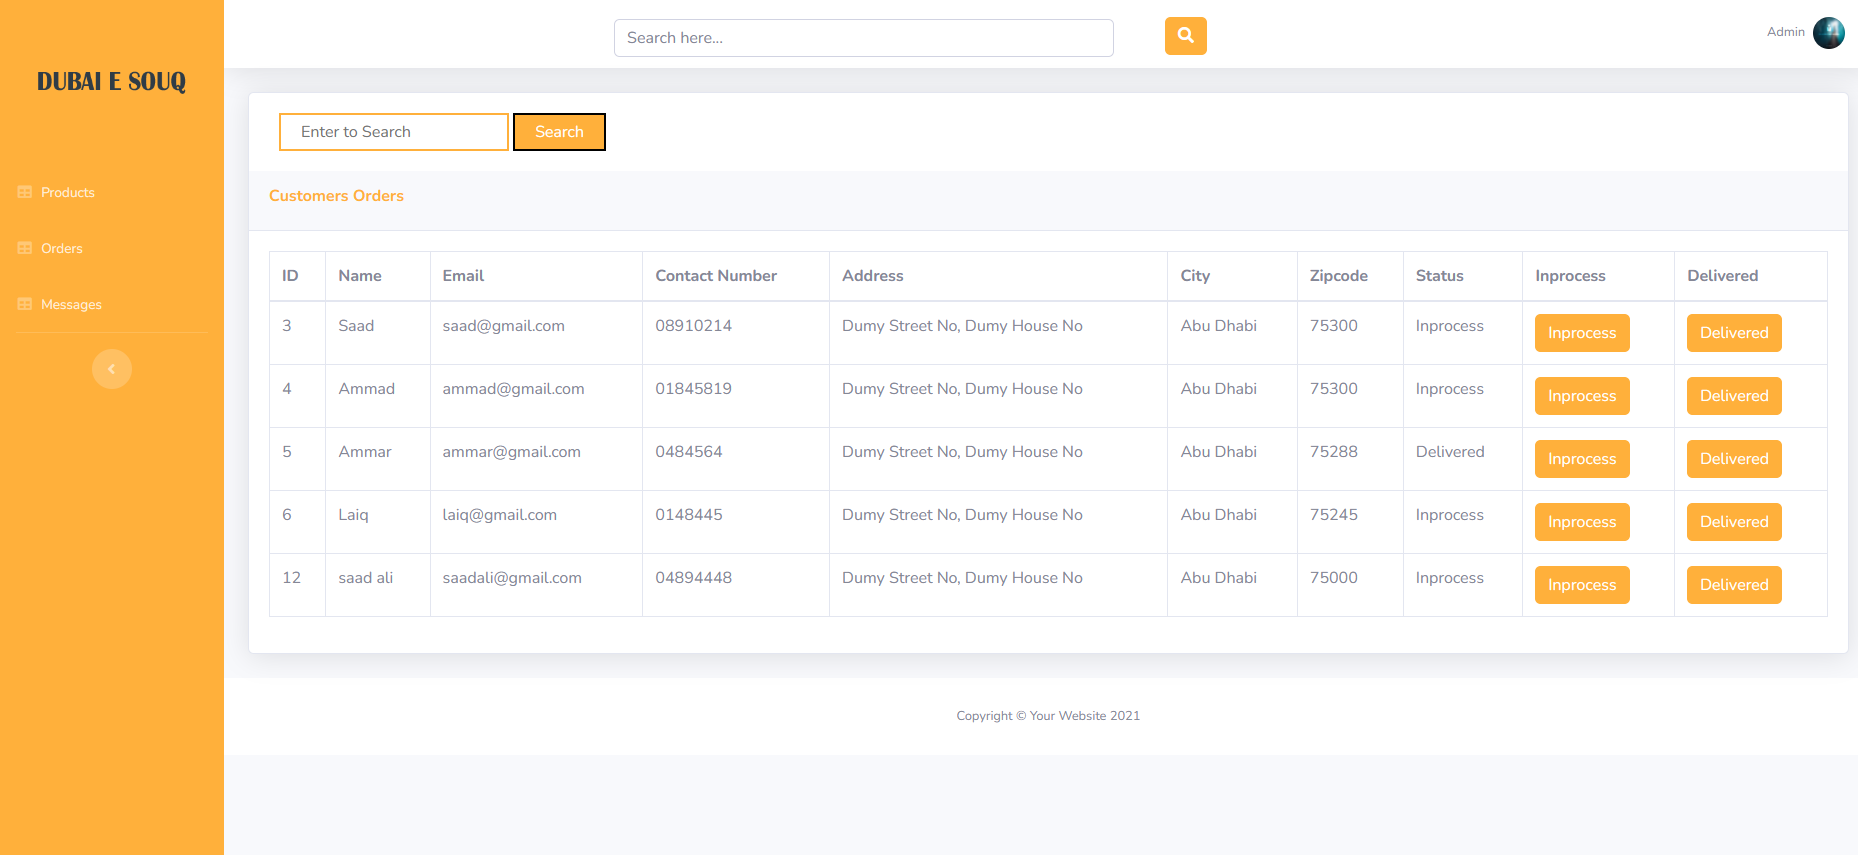 DUBAI E SOUQ
Products
Orders
Messages
Search here...
Admin
Enter to Search
Search
Customers Orders
ID Name Email Contact Number Address City Zipcode Status Inprocess Delivered
3 Saad saad@gmail.com 08910214 Dumy Street No, Dumy House No Abu Dhabi 75300 Inprocess Inprocess Delivered
4 Ammad ammad@gmail.com 01845819 Dumy Street No, Dumy House No Abu Dhabi 75300 Inprocess Inprocess Delivered
5 Ammar ammar@gmail.com 0484564 Dumy Street No, Dumy House No Abu Dhabi 75288 Delivered Inprocess Delivered
6 Laiq laiq@gmail.com 0148445 Dumy Street No, Dumy House No Abu Dhabi 75245 Inprocess Inprocess Delivered
12 saad ali saadali@gmail.com 04894448 Dumy Street No, Dumy House No Abu Dhabi 75000 Inprocess Inprocess Delivered
Copyright © Your Website 2021